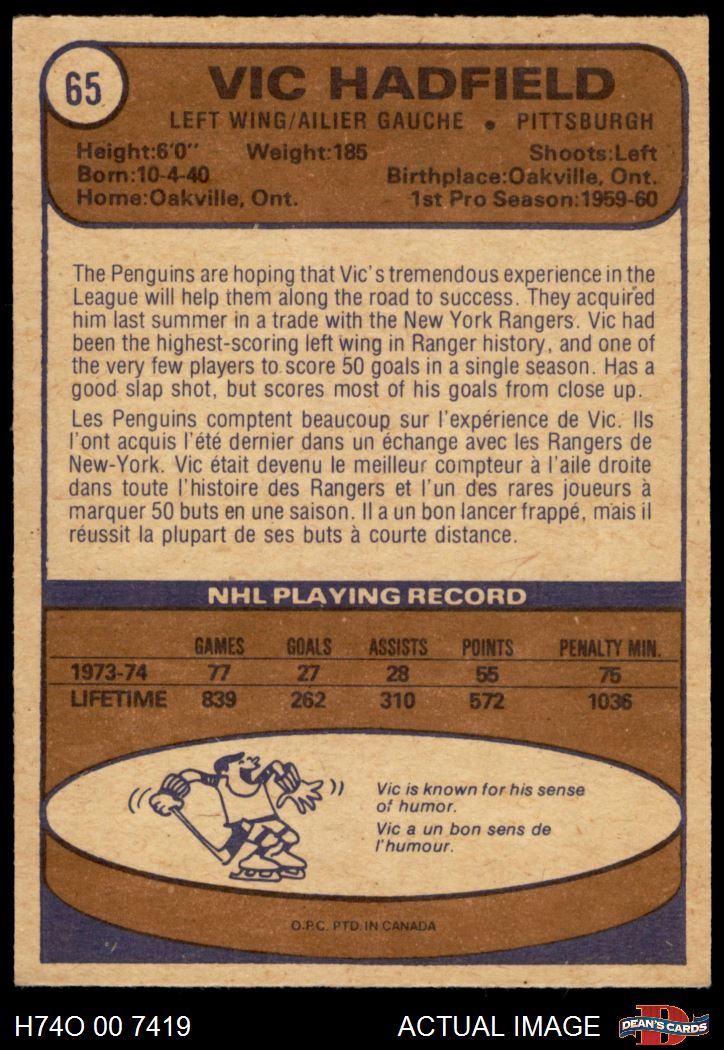 65
VIC HADFIELD
LEFT WING/AILIER GAUCHE • PITTSBURGH
Height:6'0" Weight:185 Shoots:Left
Born:10-4-40 Birthplace:Oakville, Ont.
Home:Oakville, Ont. 1st Pro Season:1959-60
The Penguins are hoping that Vic's tremendous experience in the
League will help them along the road to success. They acquired
him last summer in a trade with the New York Rangers. Vic had
been the highest-scoring left wing in Ranger history, and one of
the very few players to score 50 goals in a single season. Has a
good slap shot, but scores most of his goals from close up.
Les Penguins comptent beaucoup sur l'expérience de Vic. Ils
l'ont acquis l'été dernier dans un échange avec les Rangers de
New-York. Vic était devenu le meilleur compteur à l'aile droite
dans toute l'histoire des Rangers et l'un des rares joueurs à
marquer 50 buts en une saison. Il a un bon lancer frappé, mais il
réussit la plupart de ses buts à courte distance.
NHL PLAYING RECORD
GAMES GOALS ASSISTS POINTS PENALTY MIN.
1973-74 77 27 28 55 75
LIFETIME 839 262 310 572 1036
Vic is known for his sense
of humor.
Vic a un bon sens de
l'humour.
O.P.C. PTD. IN CANADA
H74O 00 7419 ACTUAL IMAGE
D
DEAN'S CARDS